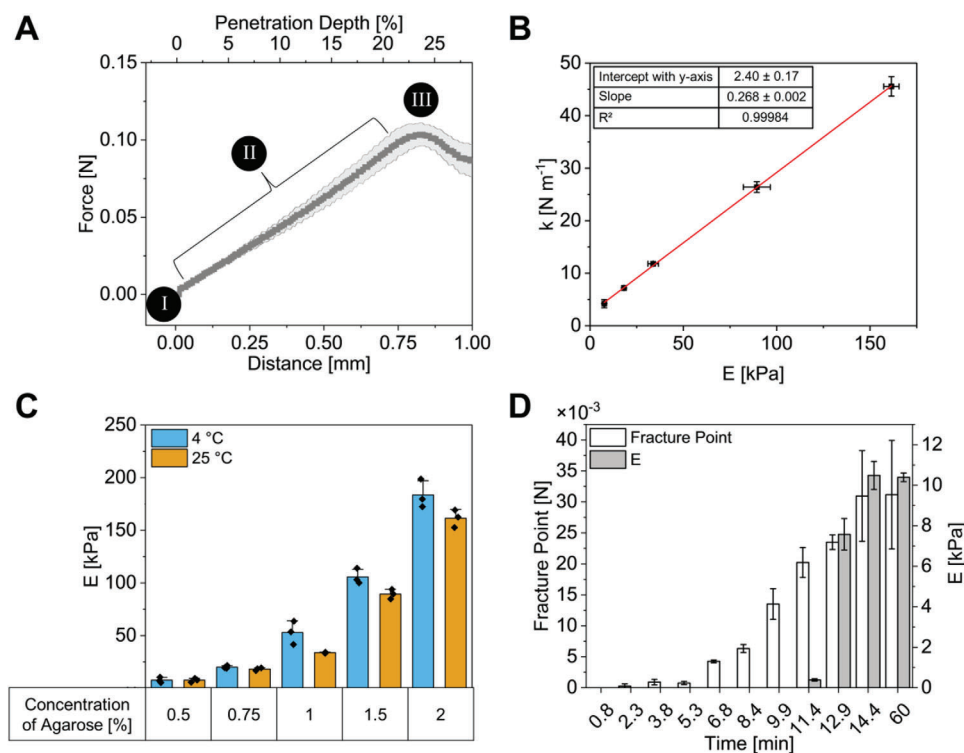 A
Penetration Depth [%]
0 5 10 15 20 25 30
0.15
0.10
0.05
0.00
Force [N]
I
II
III
0.00 0.25 0.50 0.75 1.00
Distance [mm]
B
Intercept with y-axis 2.40 ± 0.17
Slope 0.268 ± 0.002
R² 0.99984
50
40
30
20
10
0
k [N m⁻¹]
50 100 150
E [kPa]
C
4 °C
25 °C
250
200
150
100
50
E [kPa]
Concentration
of Agarose [%]
0.5 0.75 1 1.5 2
D
×10⁻³
Fracture Point
E
40
35
30
25
20
15
10
5
0
Fracture Point [N]
12
10
8
6
4
2
0
E [kPa]
0.8 2.3 3.8 5.3 6.8 8.4 9.9 11.4 12.9 14.4 60
Time [min]